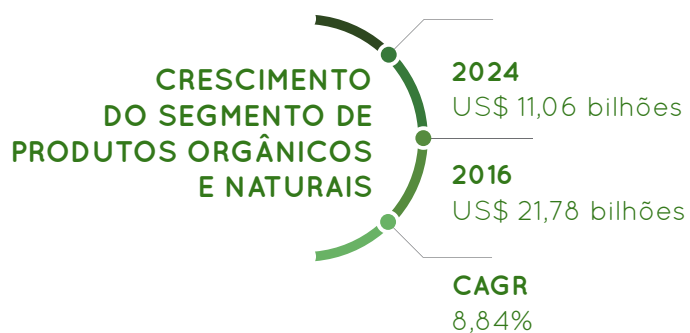 CRESCIMENTO
DO SEGMENTO DE
PRODUTOS ORGÂNICOS
E NATURAIS
2024
US$ 11,06 bilhões
2016
US$ 21,78 bilhões
CAGR
8,84%